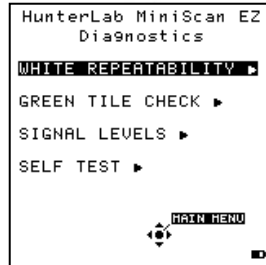 HunterLab MiniScan EZ
Diagnostics
WHITE REPEATABILITY ▶
GREEN TILE CHECK ▶
SIGNAL LEVELS ▶
SELF TEST ▶
MAIN MENU